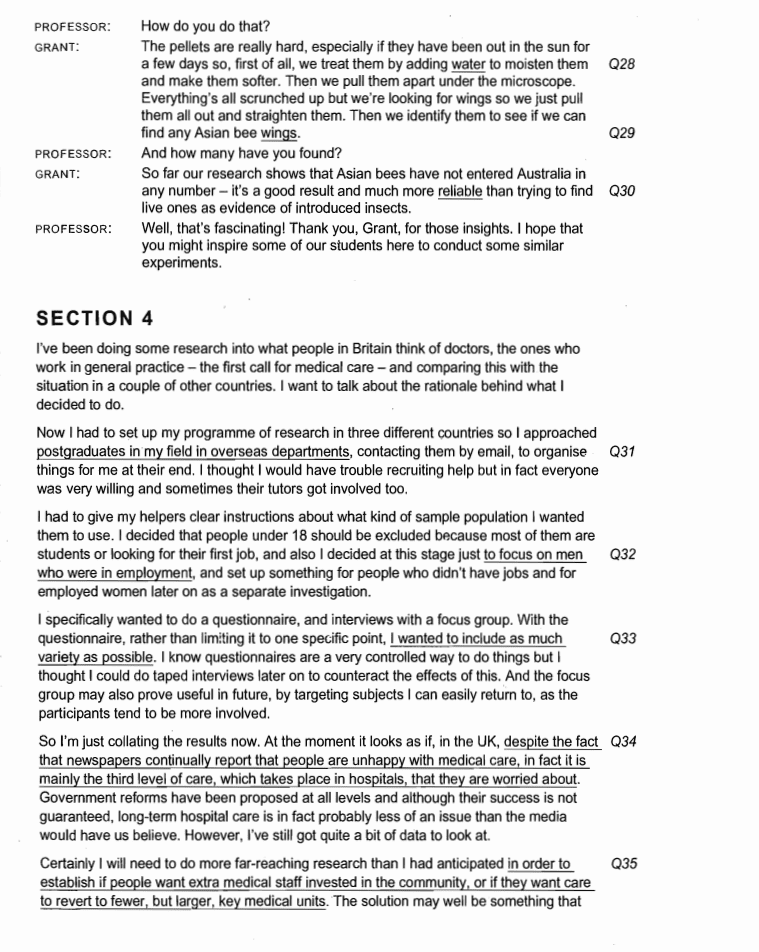 PROFESSOR: How do you do that?
GRANT: The pellets are really hard, especially if they have been out in the sun for
a few days so, first of all, we treat them by adding water to moisten them Q28
and make them softer. Then we pull them apart under the microscope.
Everything's all scrunched up but we're looking for wings so we just pull
them all out and straighten them. Then we identify them to see if we can
find any Asian bee wings. Q29
PROFESSOR: And how many have you found?
GRANT: So far our research shows that Asian bees have not entered Australia in
any number – it's a good result and much more reliable than trying to find Q30
live ones as evidence of introduced insects.
PROFESSOR: Well, that's fascinating! Thank you, Grant, for those insights. I hope that
you might inspire some of our students here to conduct some similar
experiments.
SECTION 4
I've been doing some research into what people in Britain think of doctors, the ones who
work in general practice – the first call for medical care – and comparing this with the
situation in a couple of other countries. I want to talk about the rationale behind what I
decided to do.
Now I had to set up my programme of research in three different countries so I approached
postgraduates in my field in overseas departments, contacting them by email, to organise Q31
things for me at their end. I thought I would have trouble recruiting help but in fact everyone
was very willing and sometimes their tutors got involved too.
I had to give my helpers clear instructions about what kind of sample population I wanted
them to use. I decided that people under 18 should be excluded because most of them are
students or looking for their first job, and also I decided at this stage just to focus on men Q32
who were in employment, and set up something for people who didn't have jobs and for
employed women later on as a separate investigation.
I specifically wanted to do a questionnaire, and interviews with a focus group. With the
questionnaire, rather than limiting it to one specific point, I wanted to include as much Q33
variety as possible. I know questionnaires are a very controlled way to do things but I
thought I could do taped interviews later on to counteract the effects of this. And the focus
group may also prove useful in future, by targeting subjects I can easily return to, as the
participants tend to be more involved.
So I'm just collating the results now. At the moment it looks as if, in the UK, despite the fact Q34
that newspapers continually report that people are unhappy with medical care, in fact it is
mainly the third level of care, which takes place in hospitals, that they are worried about.
Government reforms have been proposed at all levels and although their success is not
guaranteed, long-term hospital care is in fact probably less of an issue than the media
would have us believe. However, I've still got quite a bit of data to look at.
Certainly I will need to do more far-reaching research than I had anticipated in order to Q35
establish if people want extra medical staff invested in the community, or if they want care
to revert to fewer, but larger, key medical units. The solution may well be something that